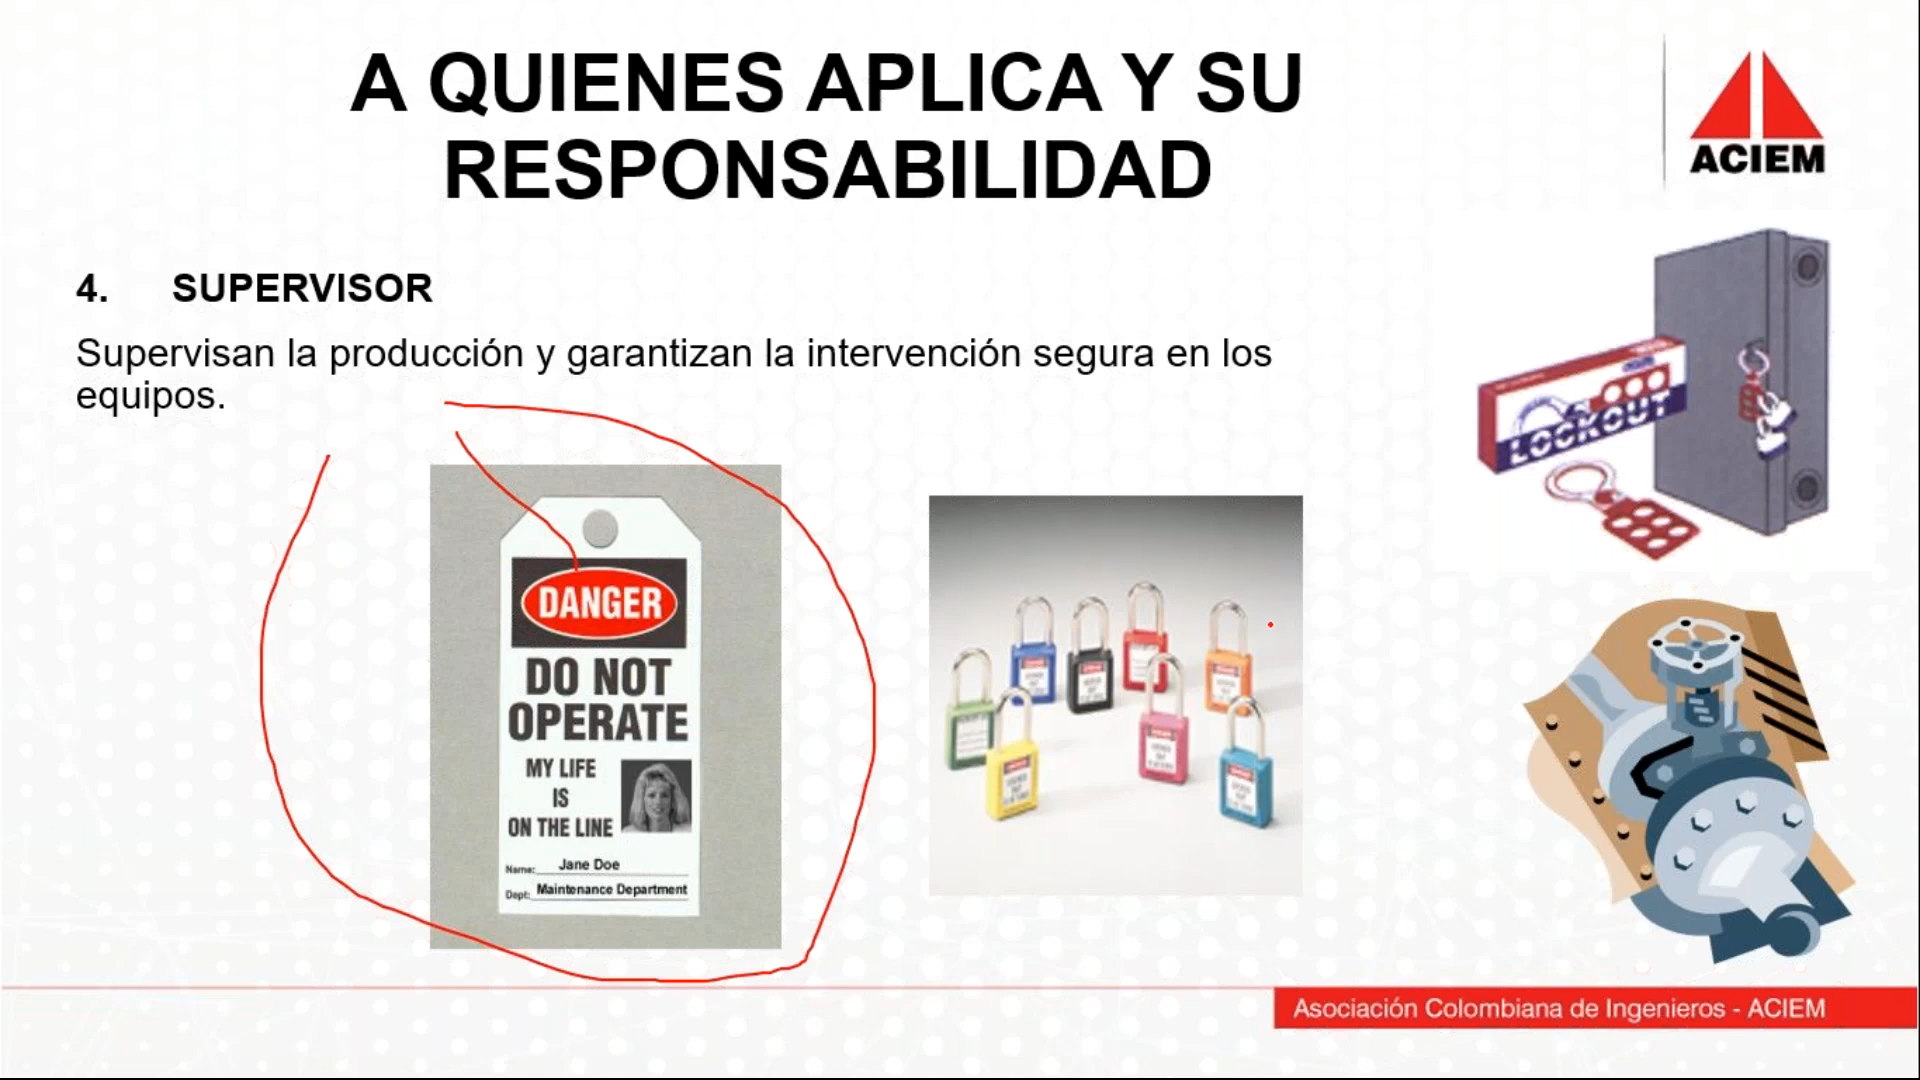 A QUIENES APLICA Y SU
RESPONSABILIDAD
ACIEM
4. SUPERVISOR
Supervisan la producción y garantizan la intervención segura en los
equipos.
LOCKOUT
DANGER
DO NOT
OPERATE
MY LIFE
IS
ON THE LINE
Name: Jane Doe
Dept: Maintenance Department
Asociación Colombiana de Ingenieros - ACIEM